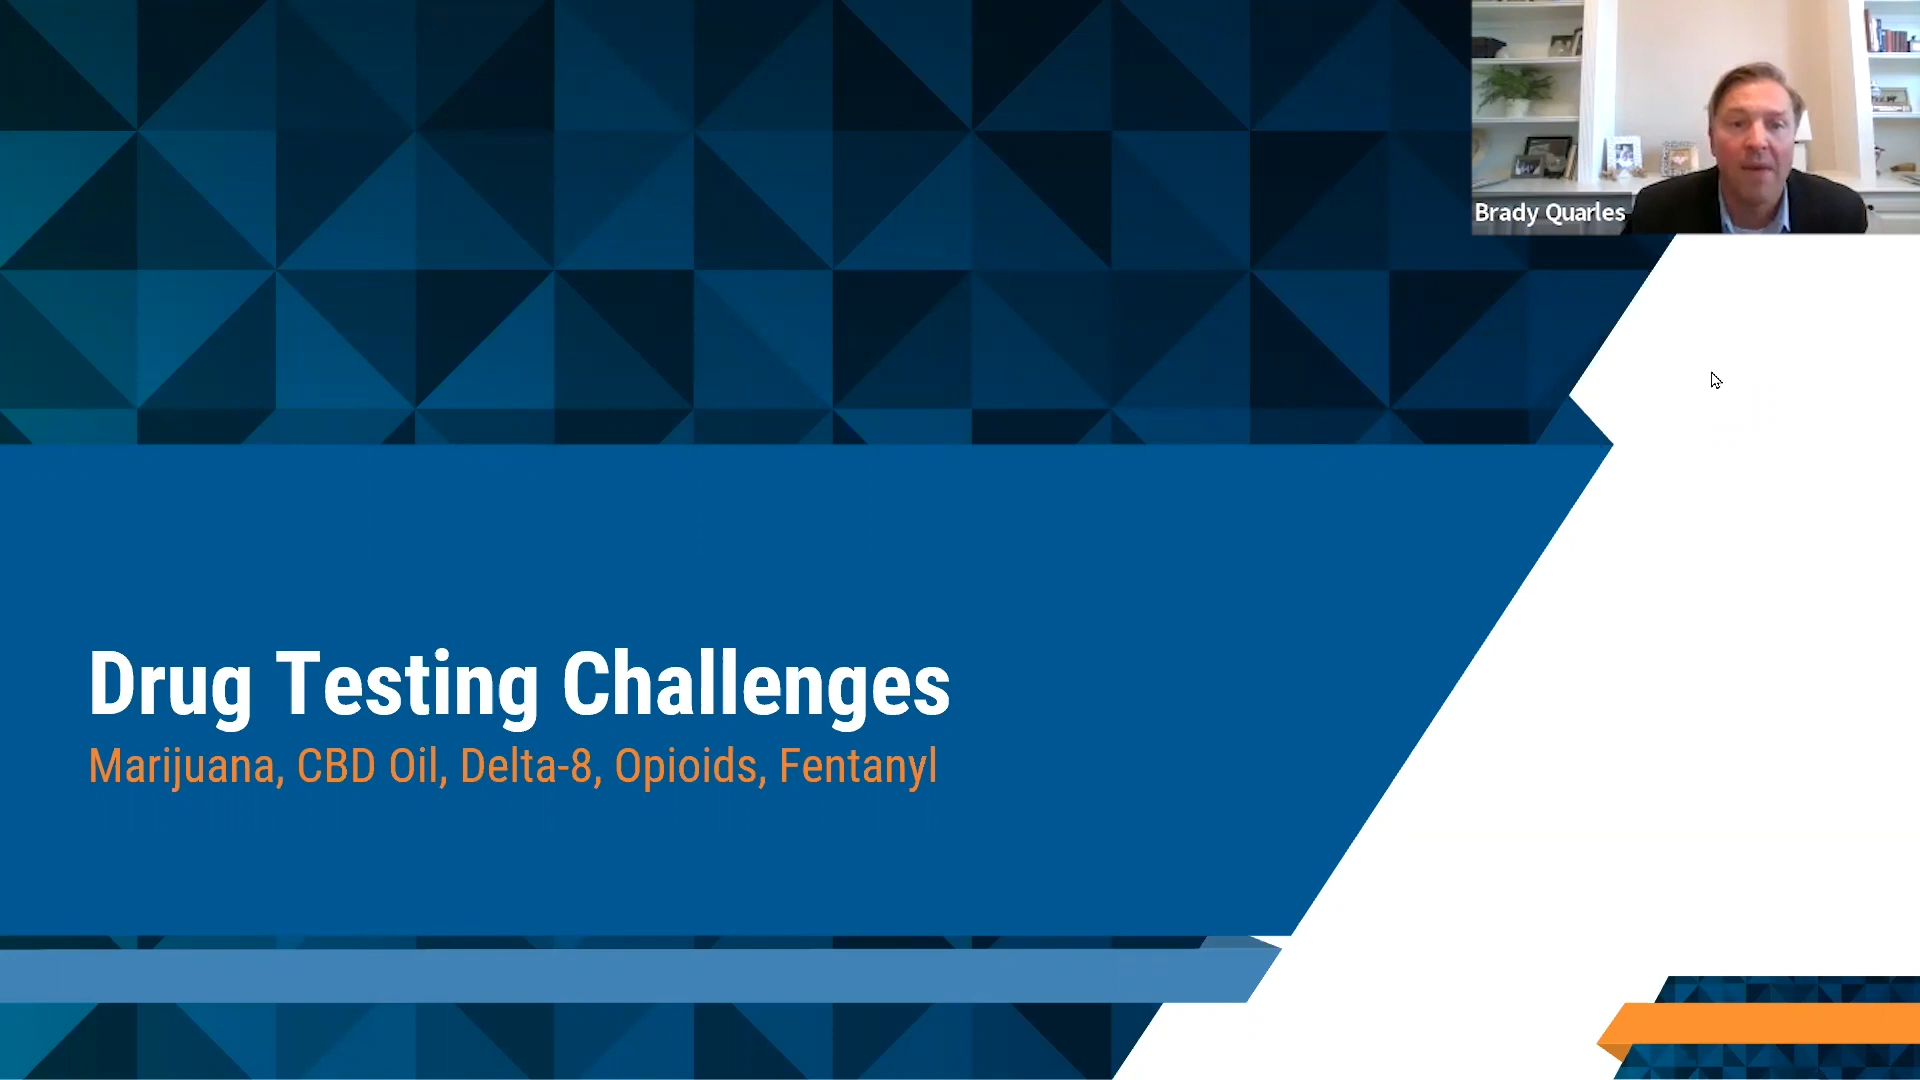 Brady Quarles
Drug Testing Challenges
Marijuana, CBD Oil, Delta-8, Opioids, Fentanyl